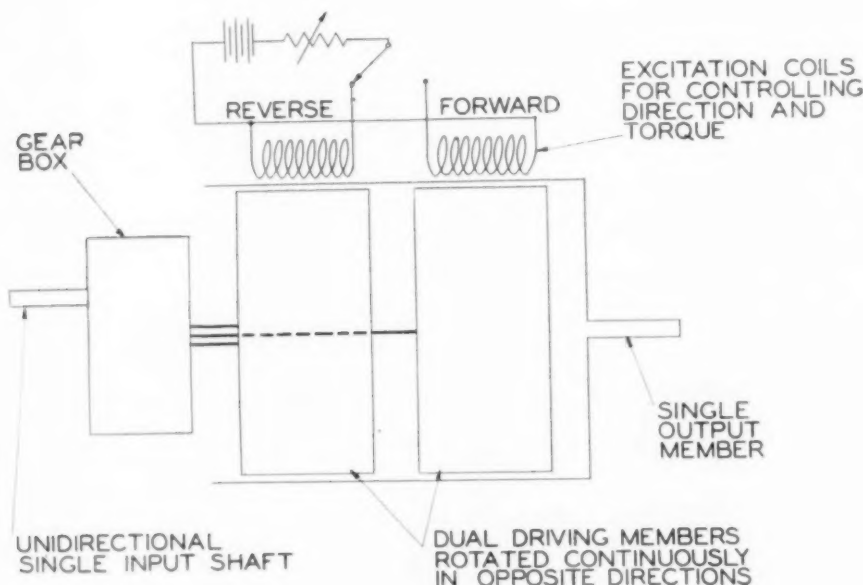 EXCITATION COILS
FOR CONTROLLING
DIRECTION AND
TORQUE
REVERSE
FORWARD
GEAR
BOX
SINGLE
OUTPUT
MEMBER
UNIDIRECTIONAL
SINGLE INPUT SHAFT
DUAL DRIVING MEMBERS
ROTATED CONTINUOUSLY
IN OPPOSITE DIRECTIONS